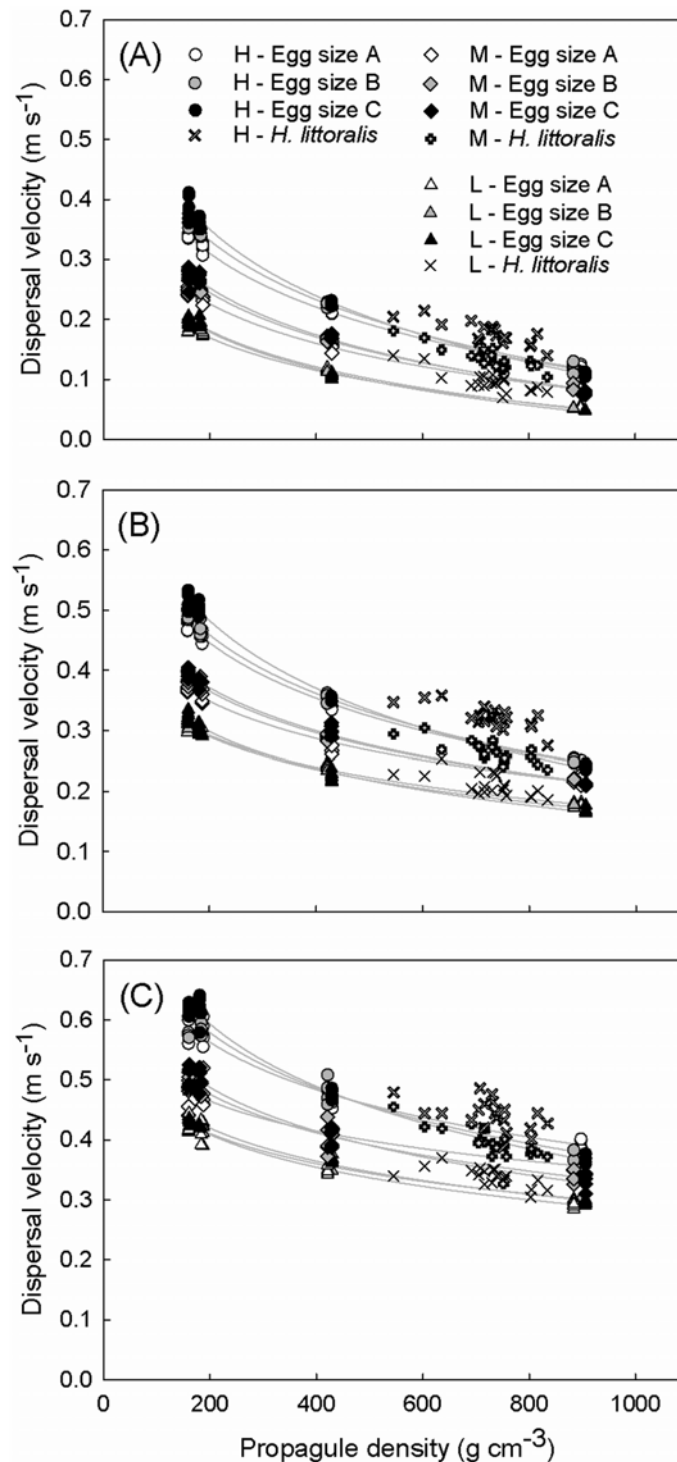 0.7
(A)
H - Egg size A
M - Egg size A
0.6
H - Egg size B
M - Egg size B
H - Egg size C
M - Egg size C
0.5
H - H. littoralis
M - H. littoralis
L - Egg size A
0.4
L - Egg size B
L - Egg size C
0.3
L - H. littoralis
0.2
0.1
0.0
Dispersal velocity (m s⁻¹)
0.7
(B)
0.6
0.5
0.4
0.3
0.2
0.1
0.0
Dispersal velocity (m s⁻¹)
0.7
(C)
0.6
0.5
0.4
0.3
0.2
0.1
0.0
Dispersal velocity (m s⁻¹)
0 200 400 600 800 1000
Propagule density (g cm⁻³)